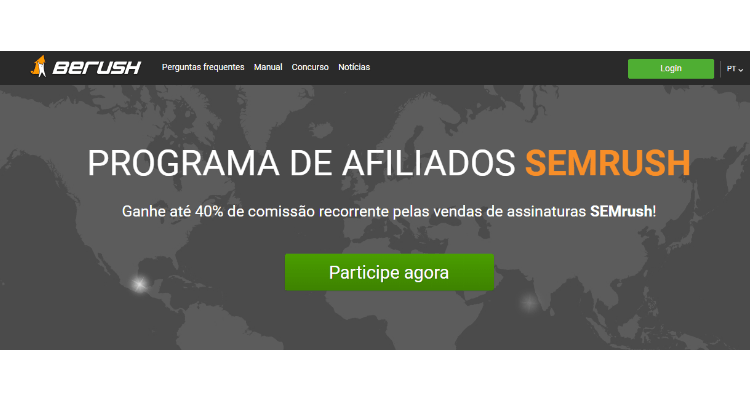 BERUSH
Perguntas frequentes Manual Concurso Notícias
Login
PT
PROGRAMA DE AFILIADOS SEMRUSH
Ganhe até 40% de comissão recorrente pelas vendas de assinaturas SEMrush!
Participe agora